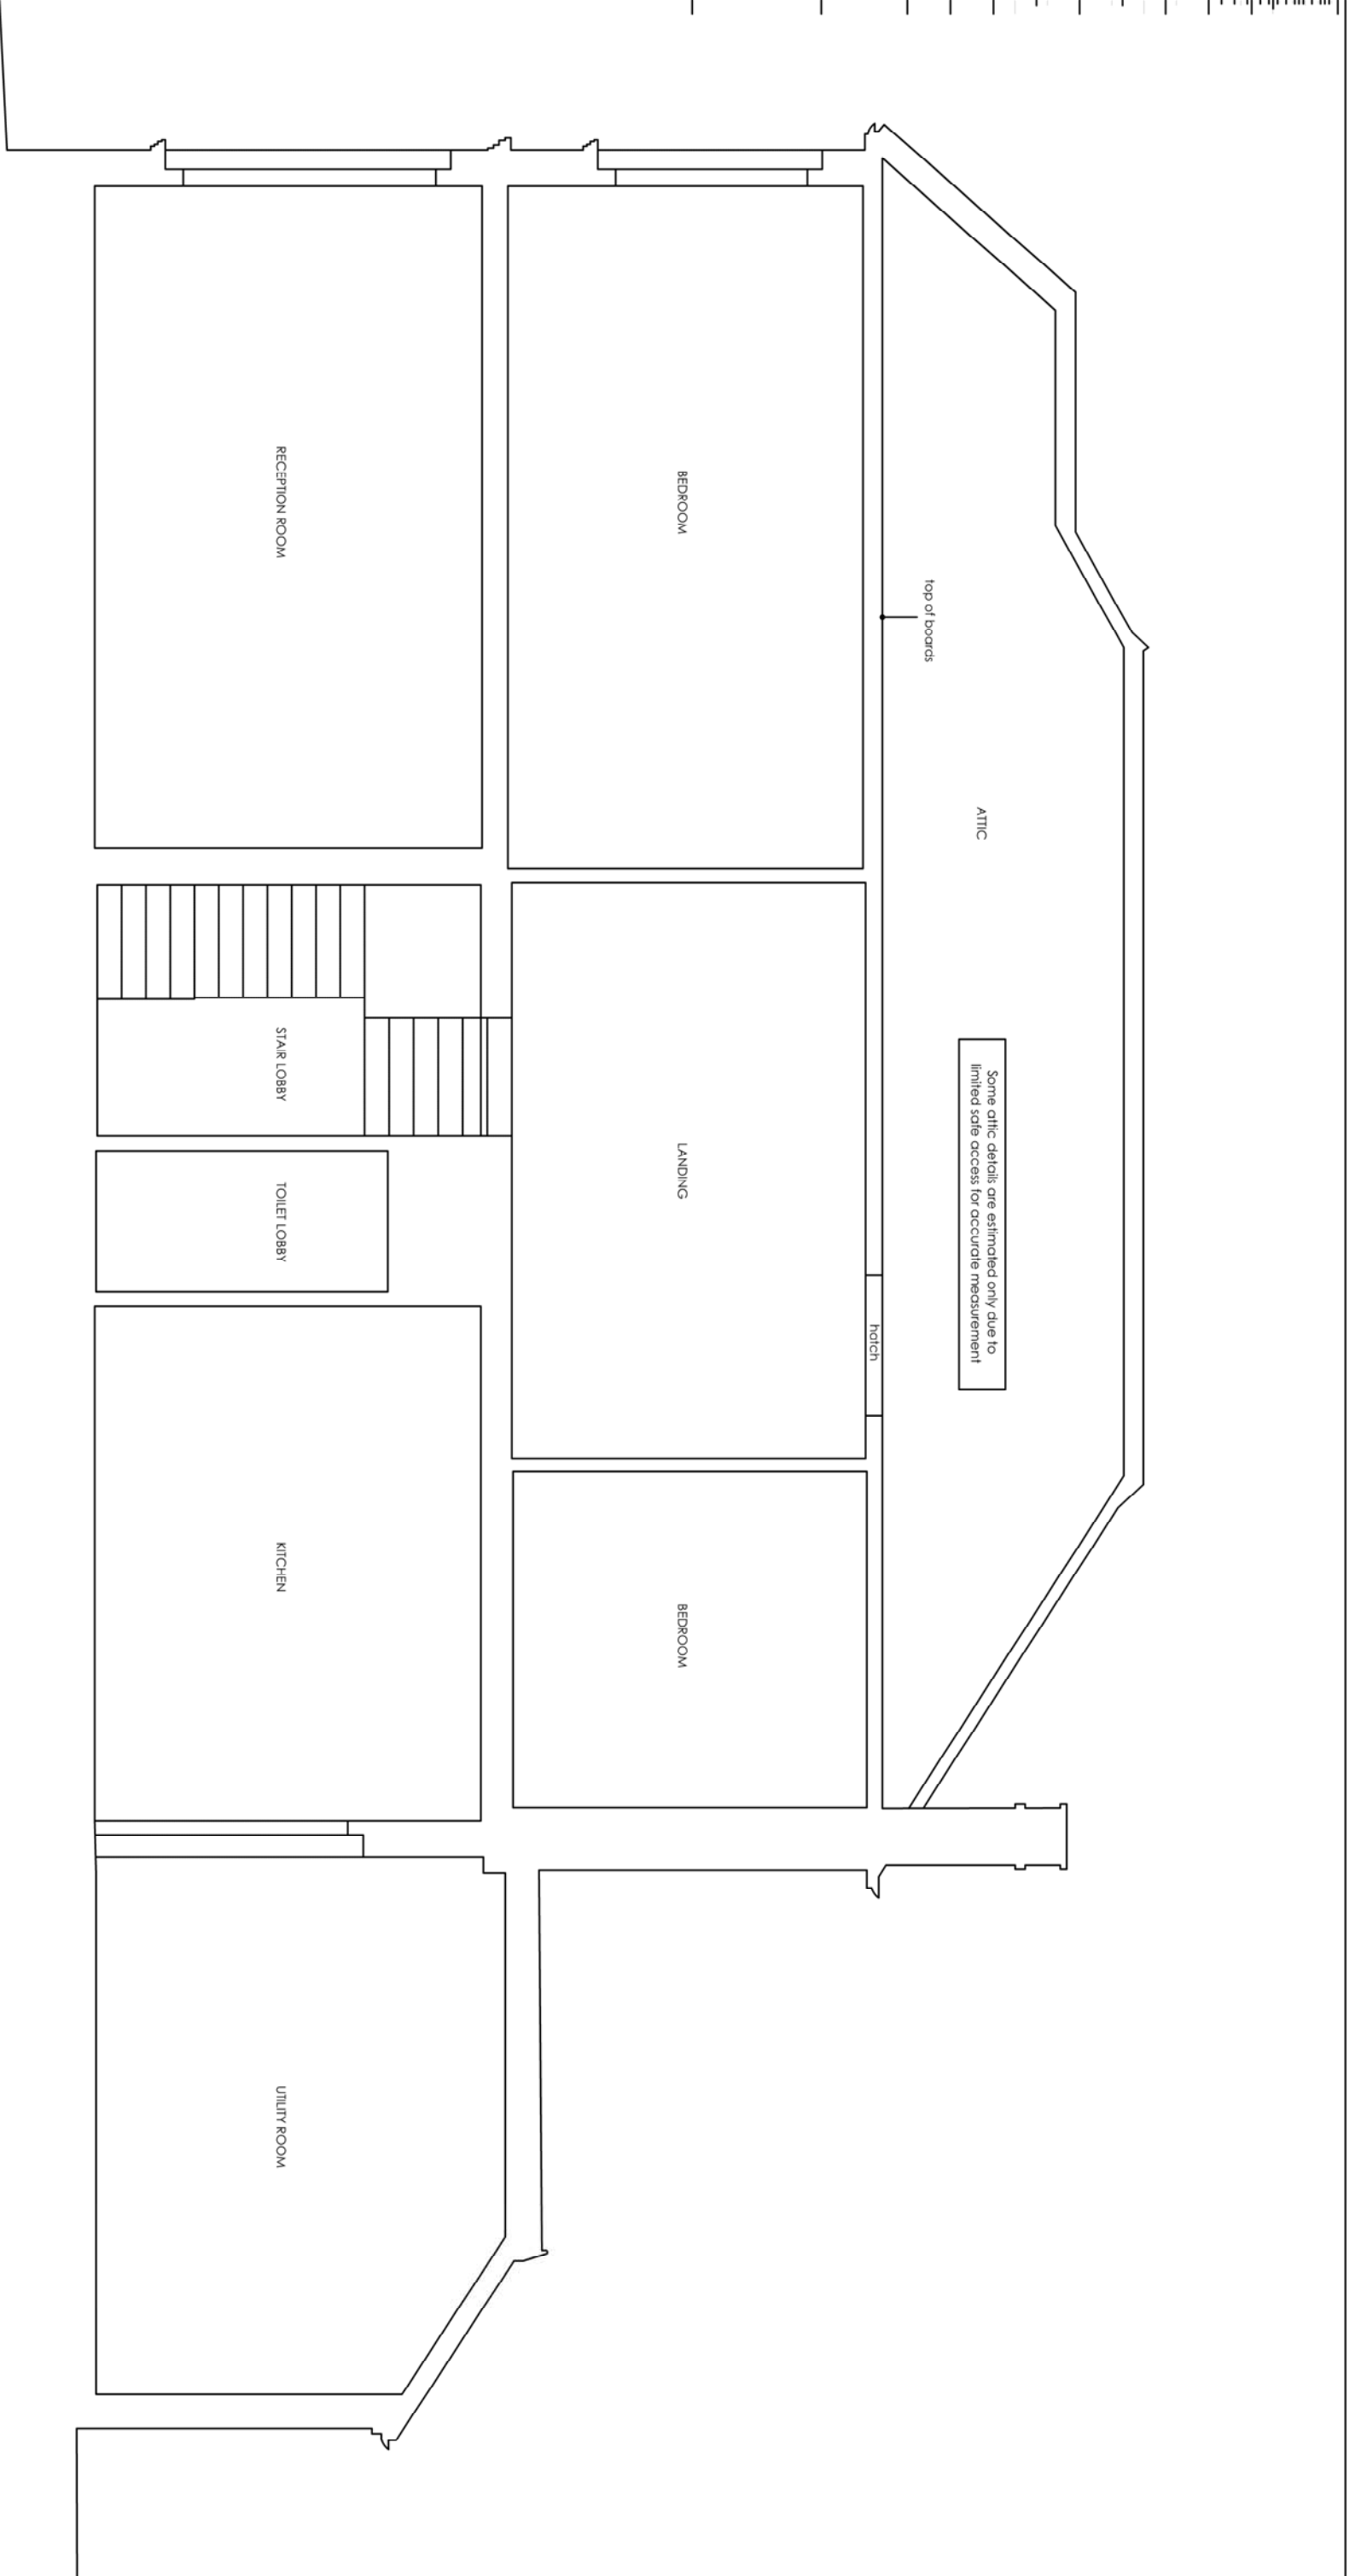 ATTIC
top of boards
Some attic details are estimated only due to
limited safe access for accurate measurement
hatch
BEDROOM
LANDING
BEDROOM
RECEPTION ROOM
STAIR LOBBY
TOILET LOBBY
KITCHEN
UTILITY ROOM